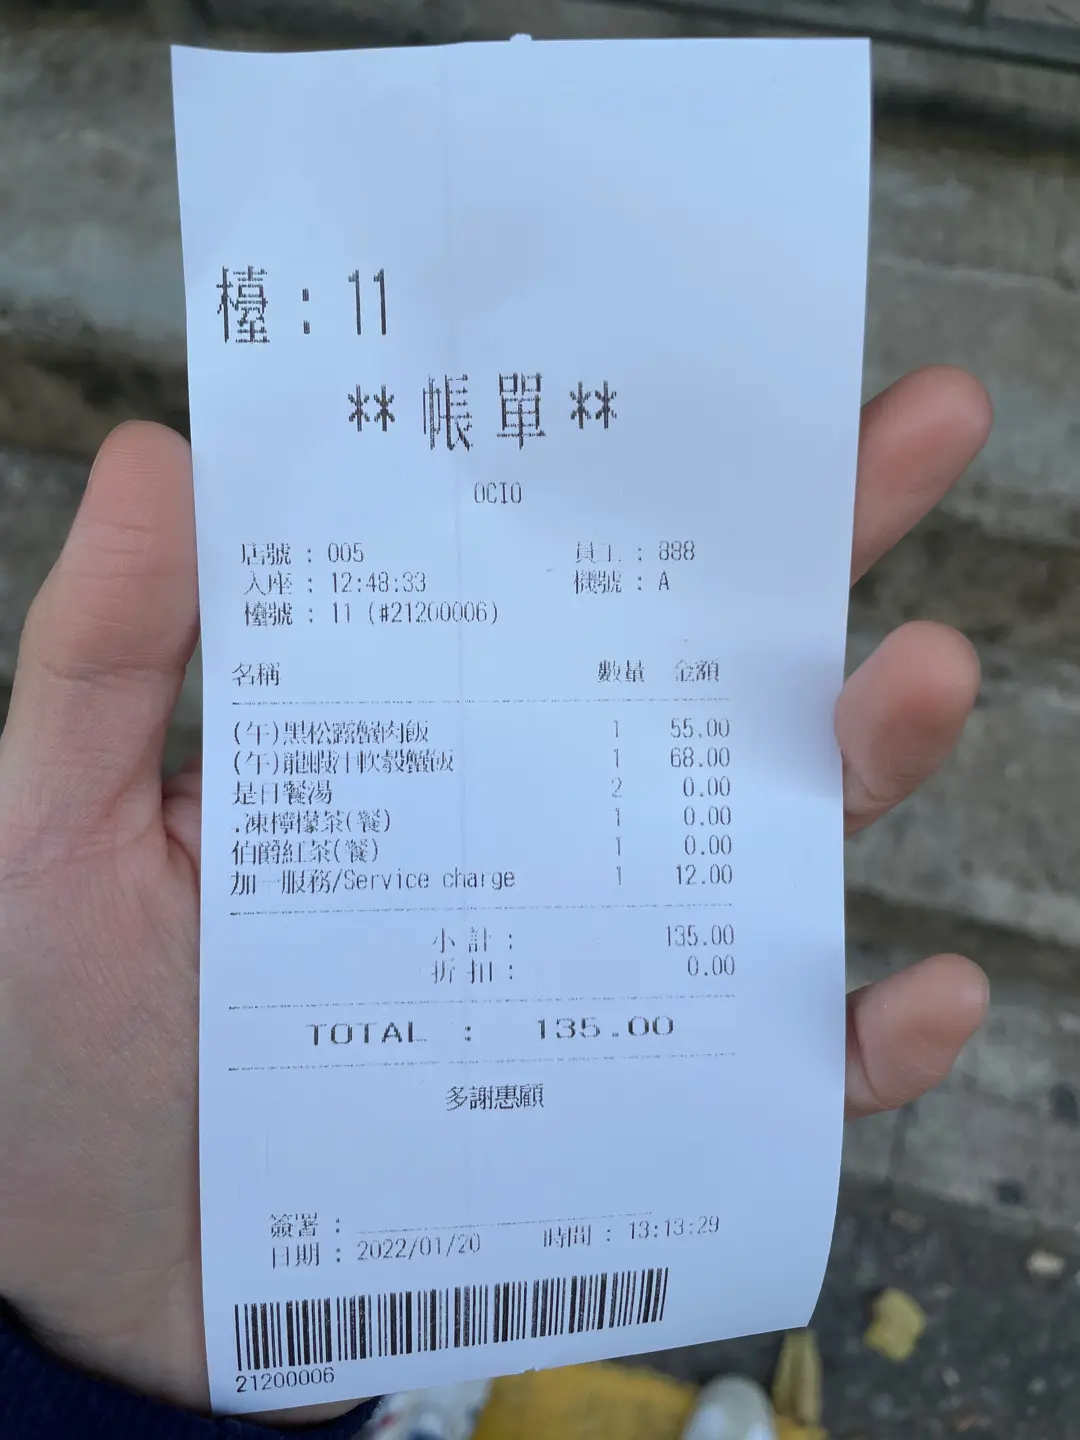 檯：11
**帳單**
OCIO
店號：005 員工：888
入座：12:48:33 機號：A
檯號：11 (#21200006)
名稱 數量 金額
(午)黑松露蟹肉飯 1 55.00
(午)龍蝦汁軟殼蟹飯 1 68.00
是日餐湯 2 0.00
.凍檸檬茶(餐) 1 0.00
伯爵紅茶(餐) 1 0.00
加一服務/Service charge 1 12.00
小計： 135.00
折扣： 0.00
TOTAL : 135.00
多謝惠顧
簽署：
日期：2022/01/20 時間：13:13:29
21200006